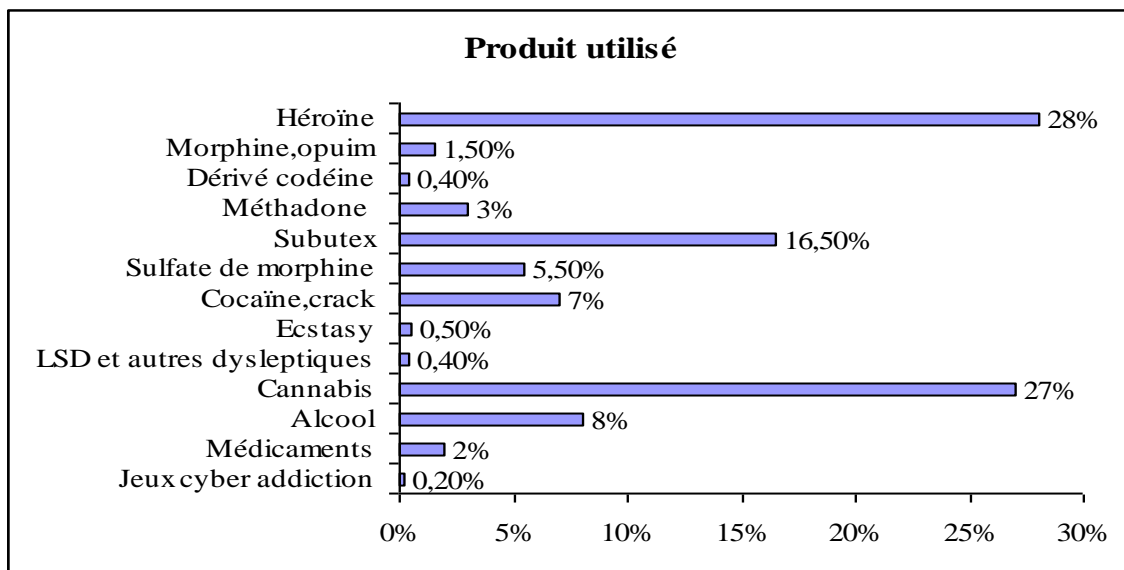 Produit utilisé
Héroïne 28%
Morphine,opuim 1,50%
Dérivé codéine 0,40%
Méthadone 3%
Subutex 16,50%
Sulfate de morphine 5,50%
Cocaïne,crack 7%
Ecstasy 0,50%
LSD et autres dysleptiques 0,40%
Cannabis 27%
Alcool 8%
Médicaments 2%
Jeux cyber addiction 0,20%
0% 5% 10% 15% 20% 25% 30%